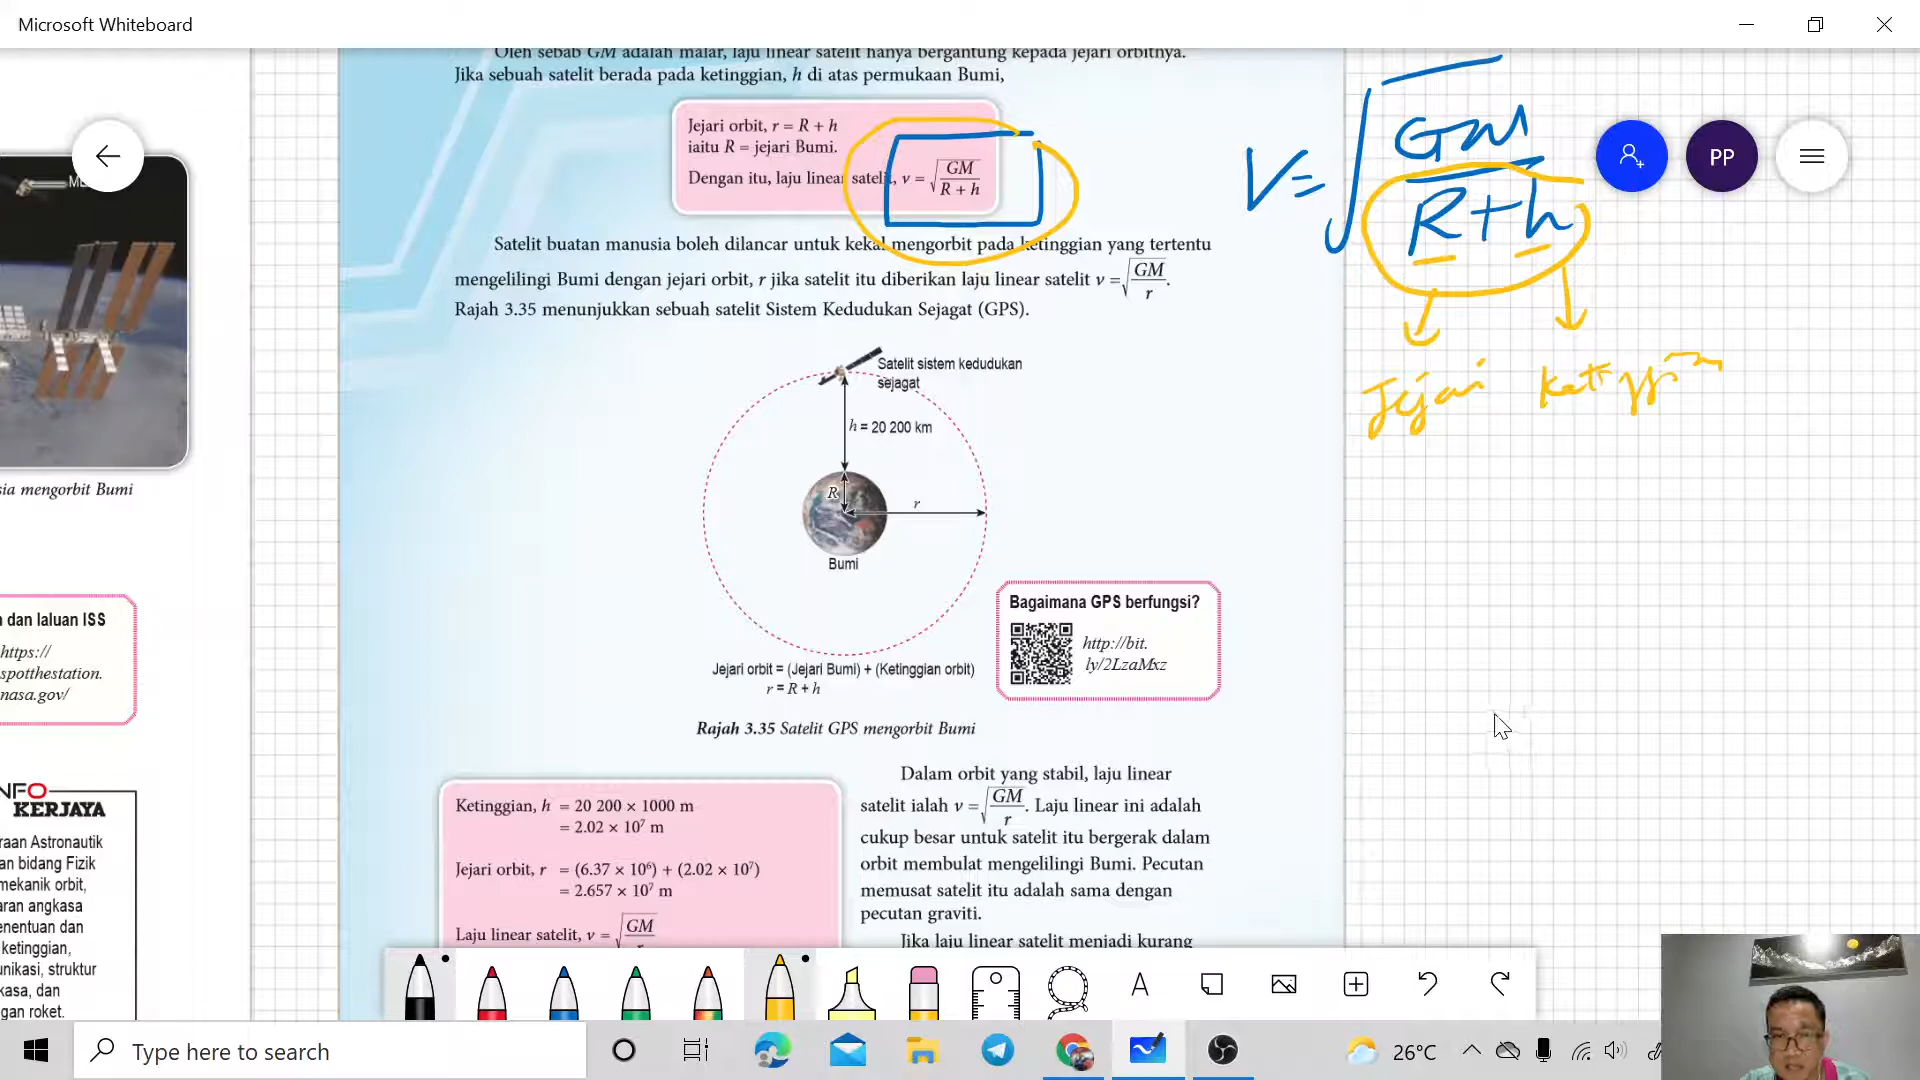 Microsoft Whiteboard
Oleh sebab GM adalah malar, laju linear satelit hanya bergantung kepada jejari orbitnya.
Jika sebuah satelit berada pada ketinggian, h di atas permukaan Bumi,
Jejari orbit, r = R + h
iaitu R = jejari Bumi.
Dengan itu, laju linear satelit, v = √(GM / R + h)
Satelit buatan manusia boleh dilancar untuk kekal mengorbit pada ketinggian yang tertentu
mengelilingi Bumi dengan jejari orbit, r jika satelit itu diberikan laju linear satelit v = √(GM / r).
Rajah 3.35 menunjukkan sebuah satelit Sistem Kedudukan Sejagat (GPS).
Satelit sistem kedudukan
sejagat
h = 20 200 km
R
r
Bumi
Jejari orbit = (Jejari Bumi) + (Ketinggian orbit)
r = R + h
Rajah 3.35 Satelit GPS mengorbit Bumi
Bagaimana GPS berfungsi?
http://bit.
ly/2LzaMxz
Ketinggian, h = 20 200 × 1000 m
= 2.02 × 10⁷ m
Jejari orbit, r = (6.37 × 10⁶) + (2.02 × 10⁷)
= 2.657 × 10⁷ m
Laju linear satelit, v = √GM
Dalam orbit yang stabil, laju linear
satelit ialah v = √(GM / r). Laju linear ini adalah
cukup besar untuk satelit itu bergerak dalam
orbit membulat mengelilingi Bumi. Pecutan
memusat satelit itu adalah sama dengan
pecutan graviti.
Jika laju linear satelit menjadi kurang
V = √(GM / R + h)
Jejari
PP
sia mengorbit Bumi
n dan laluan ISS
https://
spotthestation.
nasa.gov/
NFO
KERJAYA
raan Astronautik
an bidang Fizik
mekanik orbit,
aran angkasa
enentuan dan
ketinggian,
unikasi, struktur
kasa, dan
gan roket.
A
Type here to search
26°C